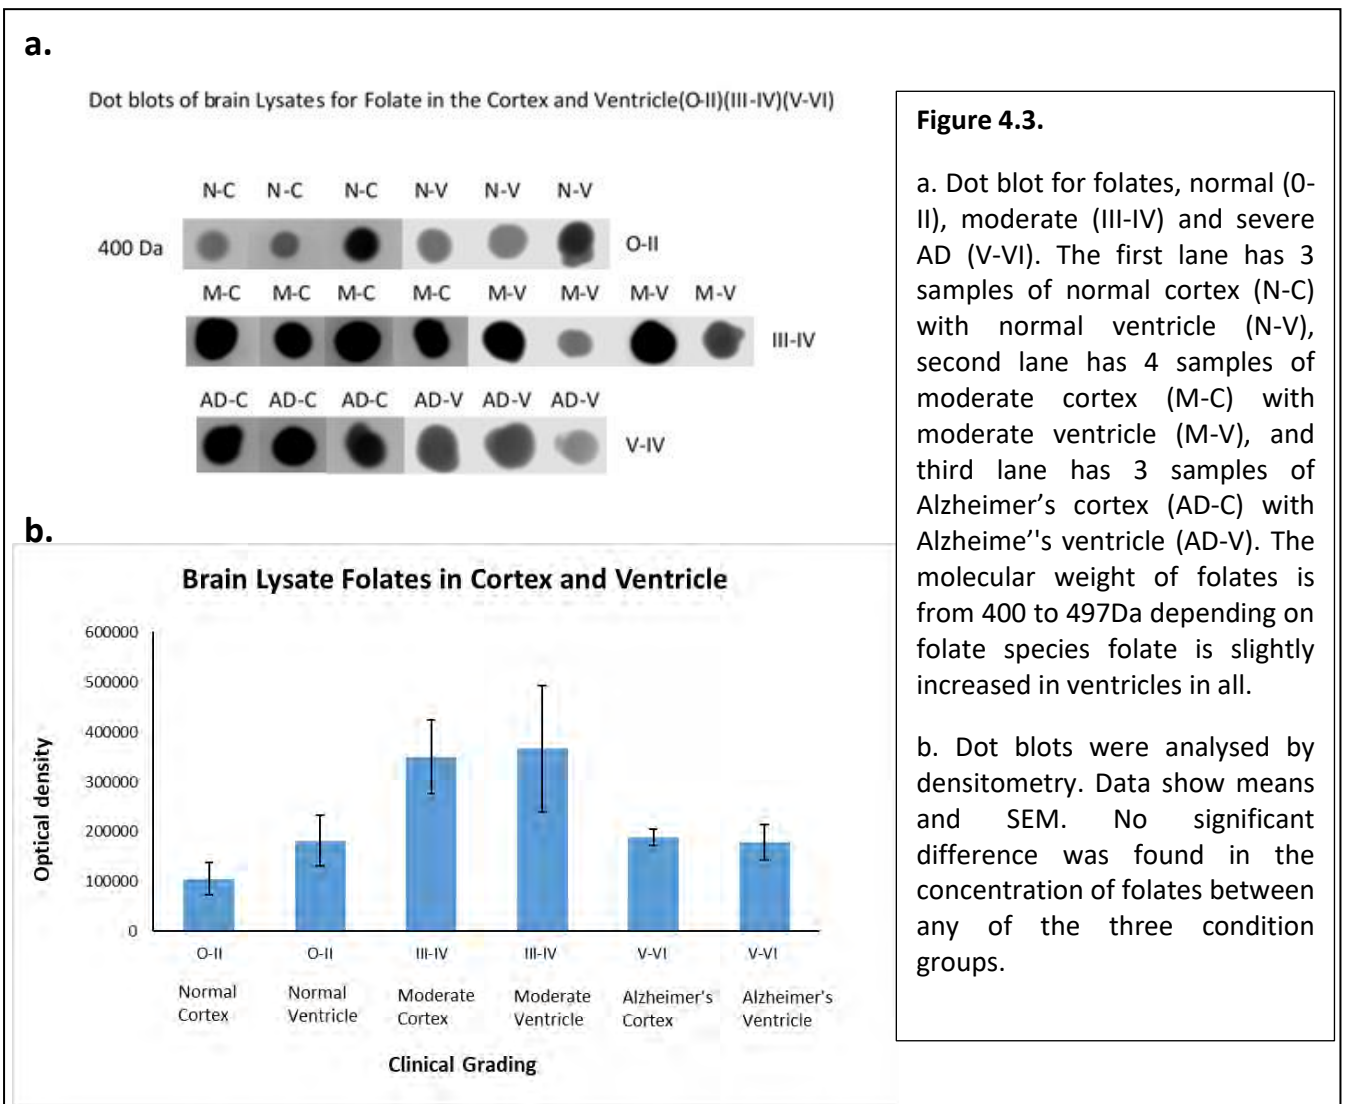 a.
Dot blots of brain Lysates for Folate in the Cortex and Ventricle(O-II)(III-IV)(V-VI)
N-C N-C N-C N-V N-V N-V
400 Da
O-II
M-C M-C M-C M-C M-V M-V M-V M-V
III-IV
AD-C AD-C AD-C AD-V AD-V AD-V
V-IV
b.
Brain Lysate Folates in Cortex and Ventricle
Optical density
600000
500000
400000
300000
200000
100000
0
O-II O-II III-IV III-IV V-VI V-VI
Normal Normal Moderate Moderate Alzheimer's Alzheimer's
Cortex Ventricle Cortex Ventricle Cortex Ventricle
Clinical Grading
Figure 4.3.
a. Dot blot for folates, normal (0-
II), moderate (III-IV) and severe
AD (V-VI). The first lane has 3
samples of normal cortex (N-C)
with normal ventricle (N-V),
second lane has 4 samples of
moderate cortex (M-C) with
moderate ventricle (M-V), and
third lane has 3 samples of
Alzheimer’s cortex (AD-C) with
Alzheime’'s ventricle (AD-V). The
molecular weight of folates is
from 400 to 497Da depending on
folate species folate is slightly
increased in ventricles in all.
b. Dot blots were analysed by
densitometry. Data show means
and SEM. No significant
difference was found in the
concentration of folates between
any of the three condition
groups.